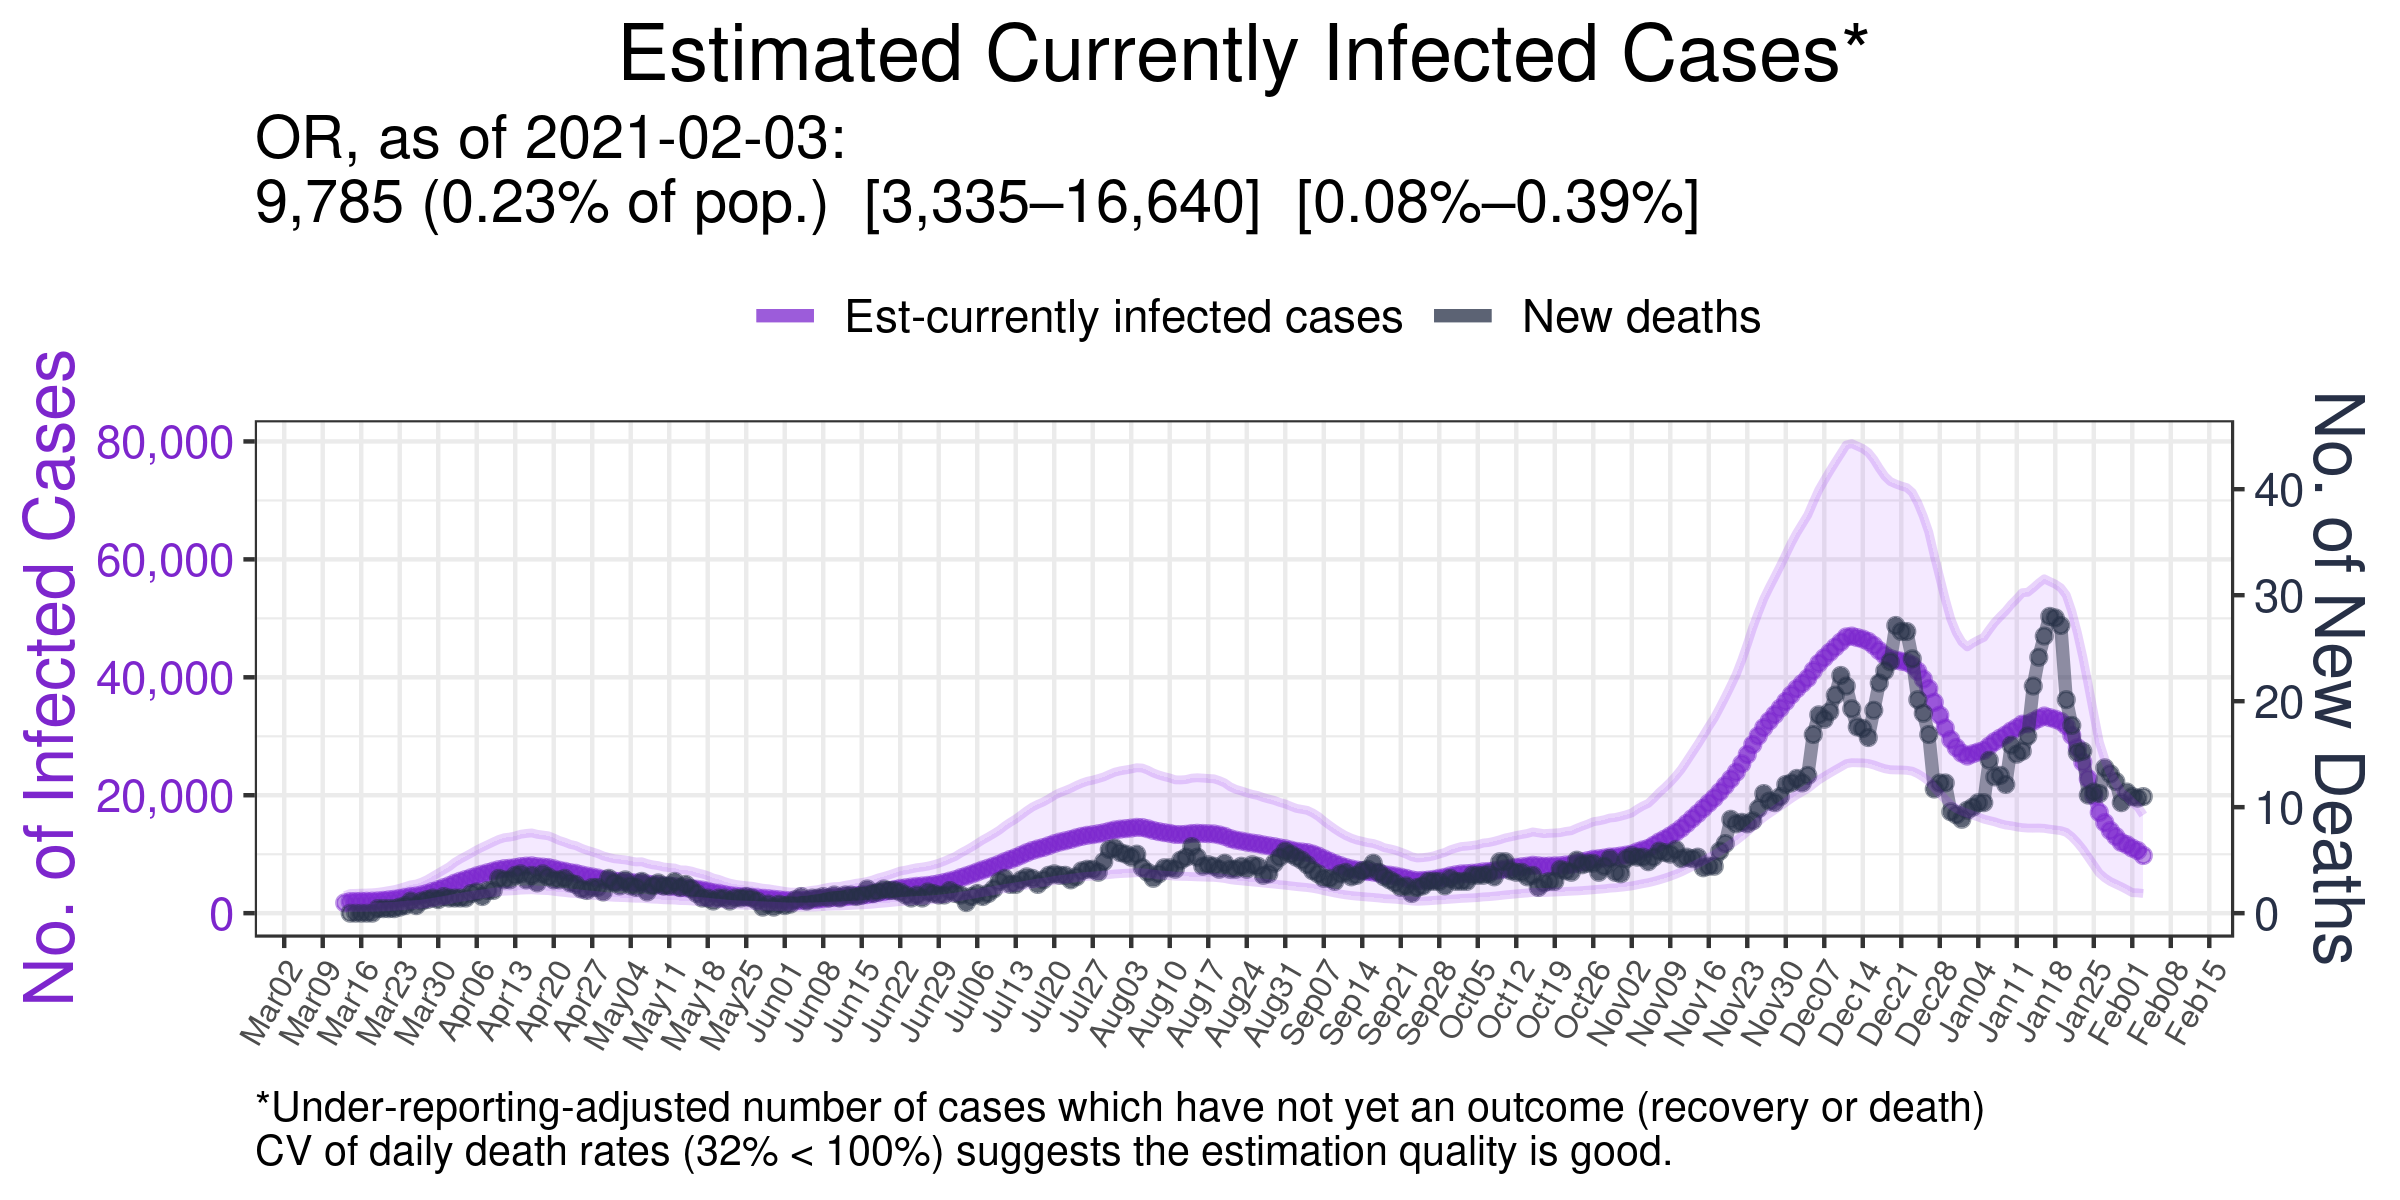 Estimated Currently Infected Cases*
OR, as of 2021-02-03:
9,785 (0.23% of pop.)  [3,335–16,640]  [0.08%–0.39%]
Est-currently infected cases
New deaths
No. of Infected Cases
80,000
60,000
40,000
20,000
0
40
30
20
10
0
No. of New Deaths
Mar02
Mar09
Mar16
Mar23
Mar30
Apr06
Apr13
Apr20
Apr27
May04
May11
May18
May25
Jun01
Jun08
Jun15
Jun22
Jun29
Jul06
Jul13
Jul20
Jul27
Aug03
Aug10
Aug17
Aug24
Aug31
Sep07
Sep14
Sep21
Sep28
Oct05
Oct12
Oct19
Oct26
Nov02
Nov09
Nov16
Nov23
Nov30
Dec07
Dec14
Dec21
Dec28
Jan04
Jan11
Jan18
Jan25
Feb01
Feb08
Feb15
*Under-reporting-adjusted number of cases which have not yet an outcome (recovery or death)
CV of daily death rates (32% < 100%) suggests the estimation quality is good.